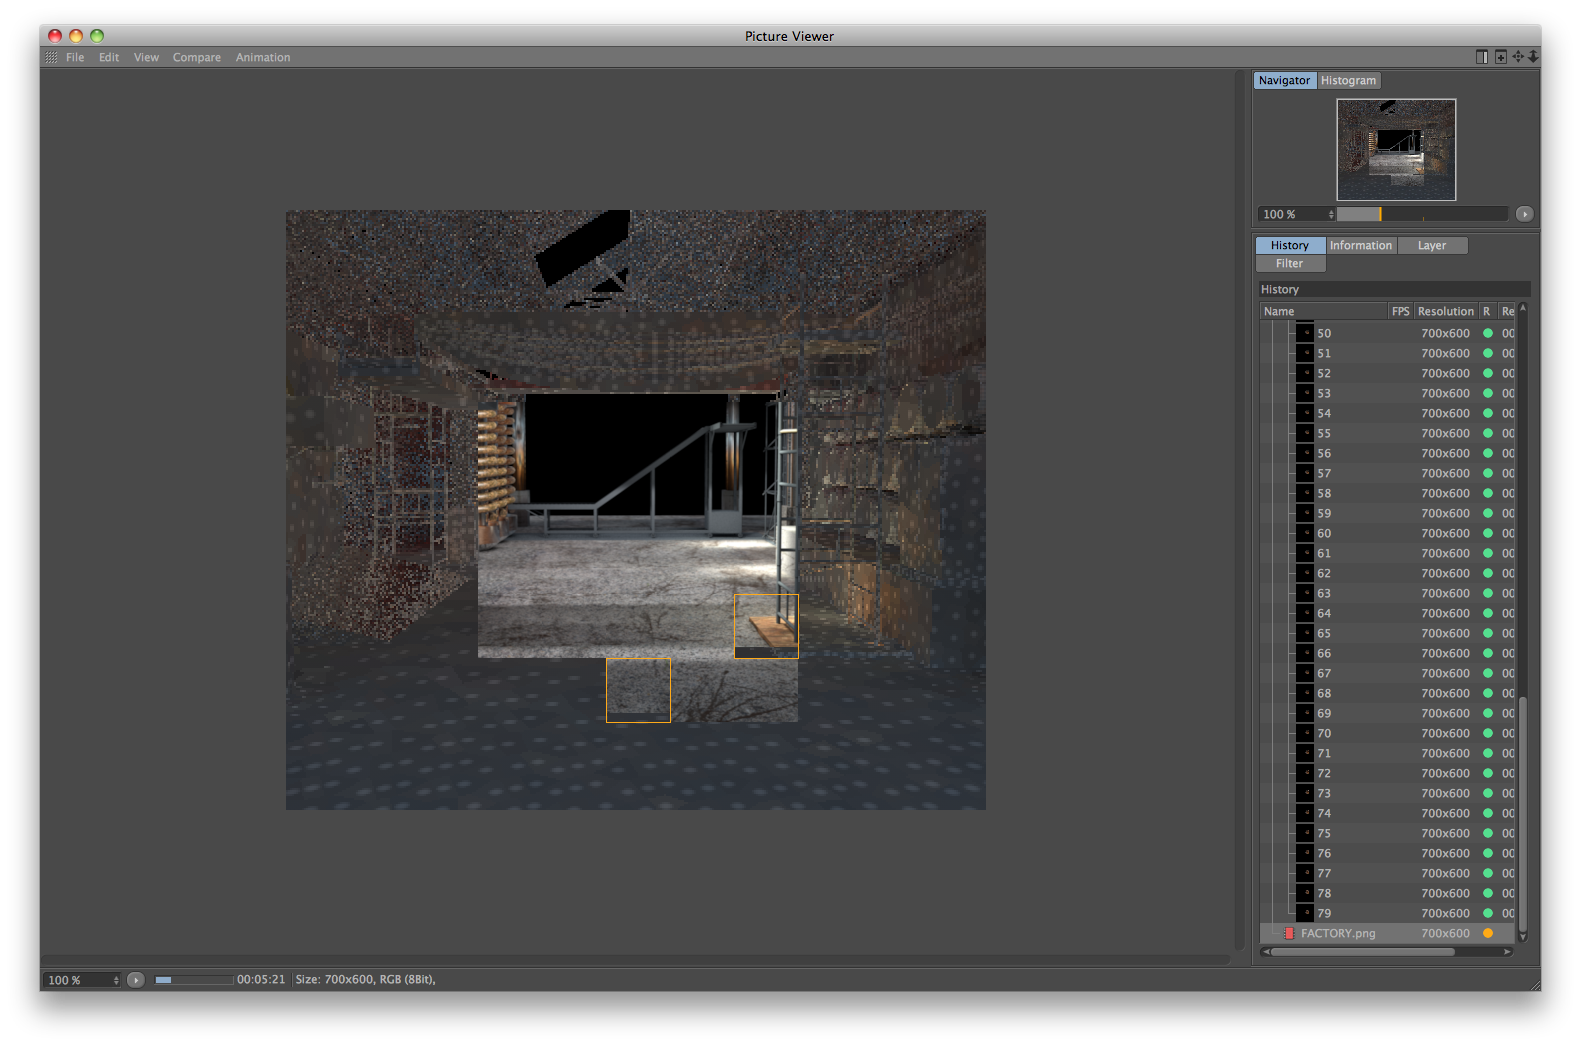 Picture Viewer
File Edit View Compare Animation
Navigator Histogram
100 %
History Information Layer
Filter
History
Name FPS Resolution R Re
50 700x600 00
51 700x600 00
52 700x600 00
53 700x600 00
54 700x600 00
55 700x600 00
56 700x600 00
57 700x600 00
58 700x600 00
59 700x600 00
60 700x600 00
61 700x600 00
62 700x600 00
63 700x600 00
64 700x600 00
65 700x600 00
66 700x600 00
67 700x600 00
68 700x600 00
69 700x600 00
70 700x600 00
71 700x600 00
72 700x600 00
73 700x600 00
74 700x600 00
75 700x600 00
76 700x600 00
77 700x600 00
78 700x600 00
79 700x600 00
FACTORY.png 700x600
100 % 00:05:21 Size: 700x600, RGB (8Bit),